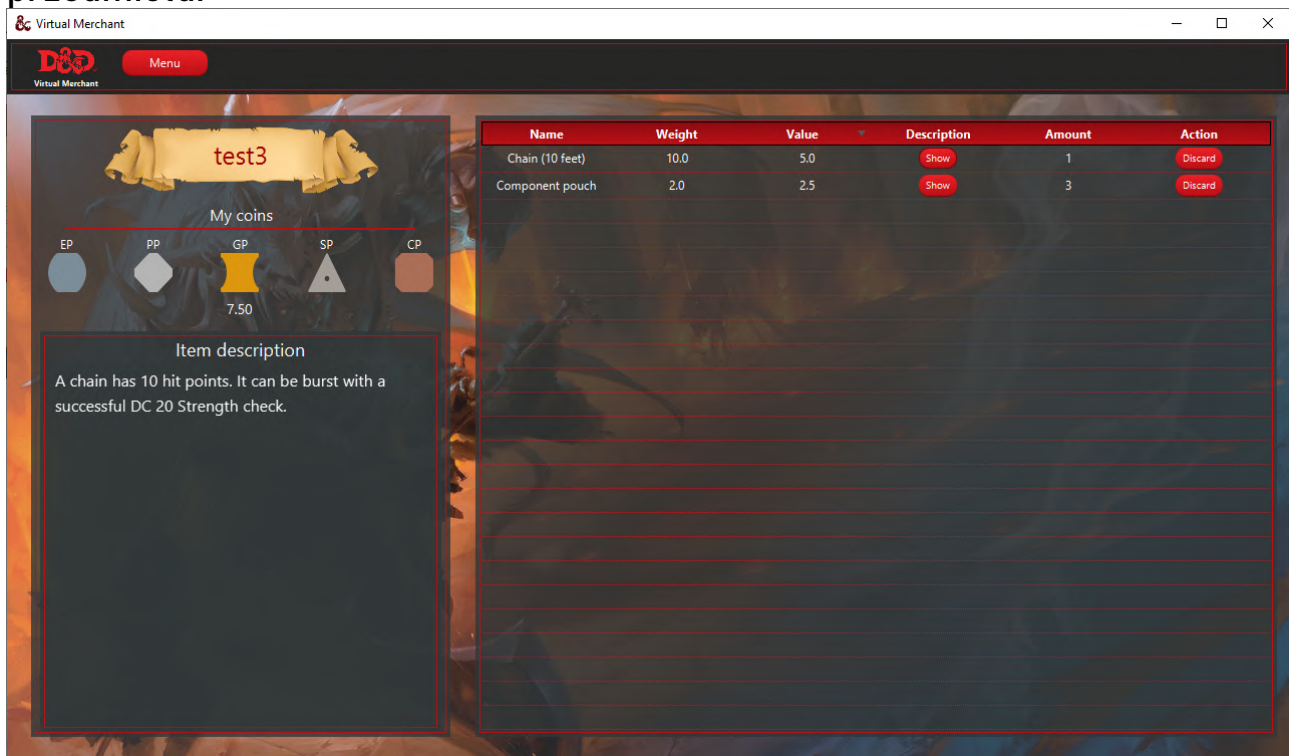 przedmiotu.
Virtual Merchant
D&D
Virtual Merchant
Menu
test3
My coins
EP PP GP SP CP
7.50
Item description
A chain has 10 hit points. It can be burst with a
successful DC 20 Strength check.
Name Weight Value Description Amount Action
Chain (10 feet) 10.0 5.0 Show 1 Discard
Component pouch 2.0 2.5 Show 3 Discard